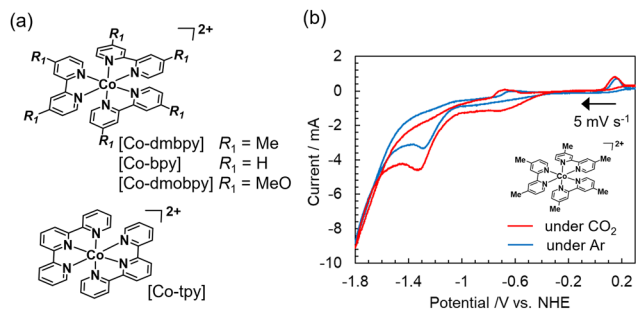 (a)
2+
R1
R1
R1
N
N
N
Co
N
N
N
R1
R1
R1
[Co-dmbpy] R1 = Me
[Co-bpy] R1 = H
[Co-dmobpy] R1 = MeO
2+
N
N
N
Co
N
N
N
[Co-tpy]
(b)
2
0
-2
-4
-6
-8
-10
Current / mA
5 mV s-1
2+
Me
Me
Me
N
N
N
Co
N
N
N
Me
Me
Me
under CO2
under Ar
-1.8 -1.4 -1 -0.6 -0.2 0.2
Potential /V vs. NHE